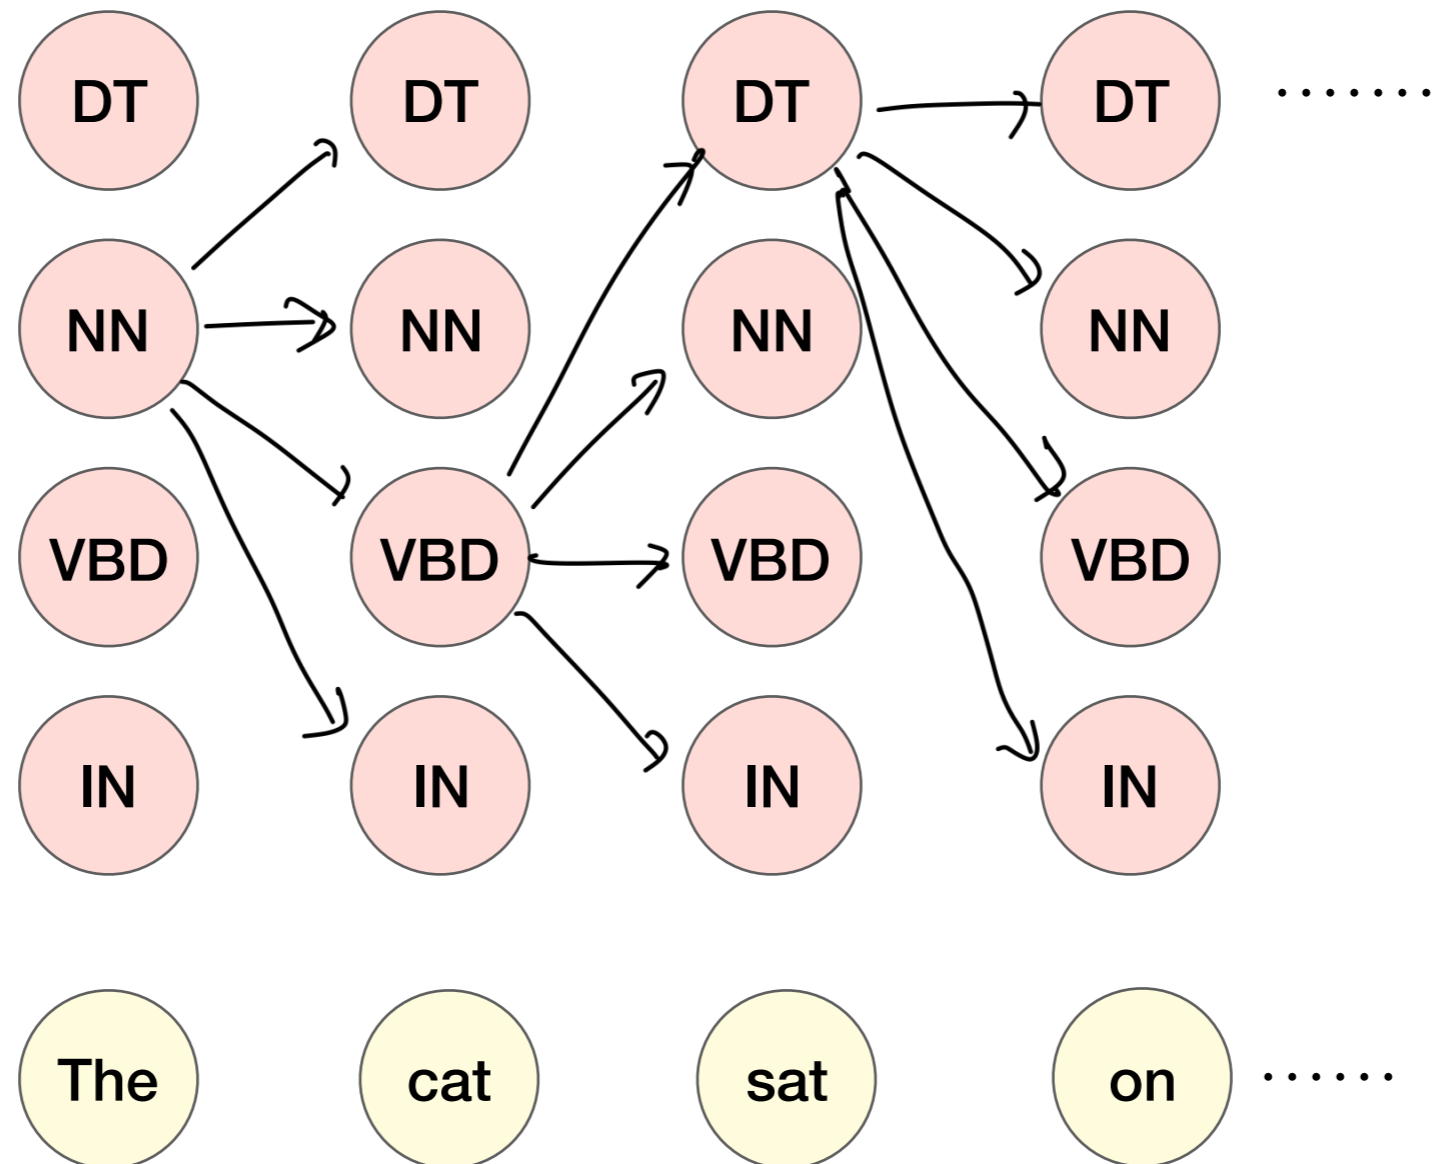 DT DT DT DT .......
NN NN NN NN
VBD VBD VBD VBD
IN IN IN IN
The cat sat on ......